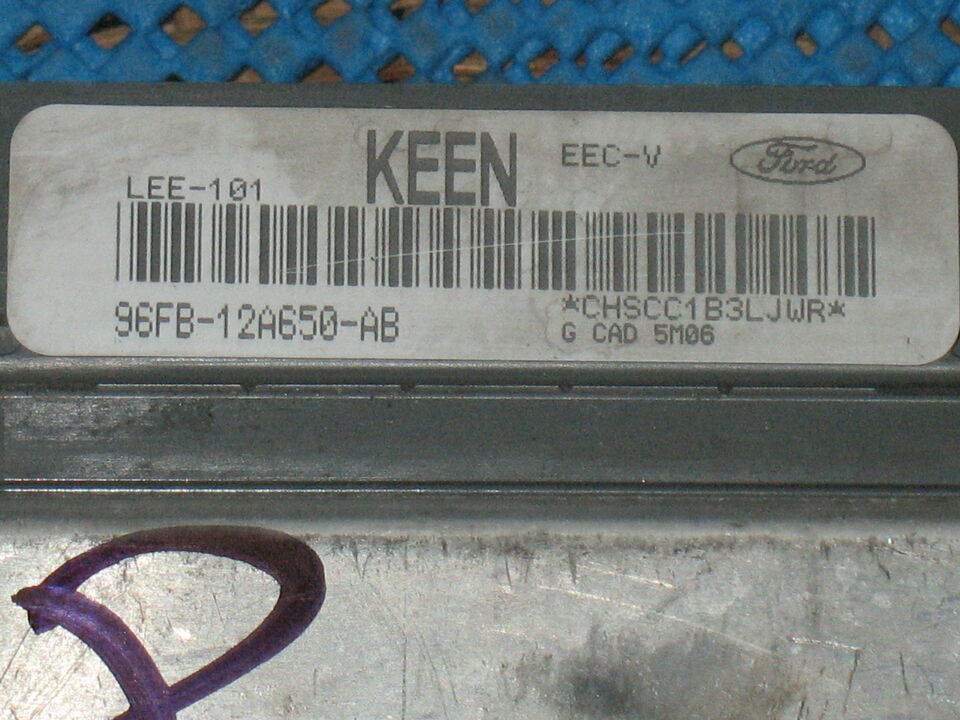 KEEN EEC-V Ford
LEE-101
96FB-12A650-AB *CHSCC1B3LJWR*
G CAD 5M06